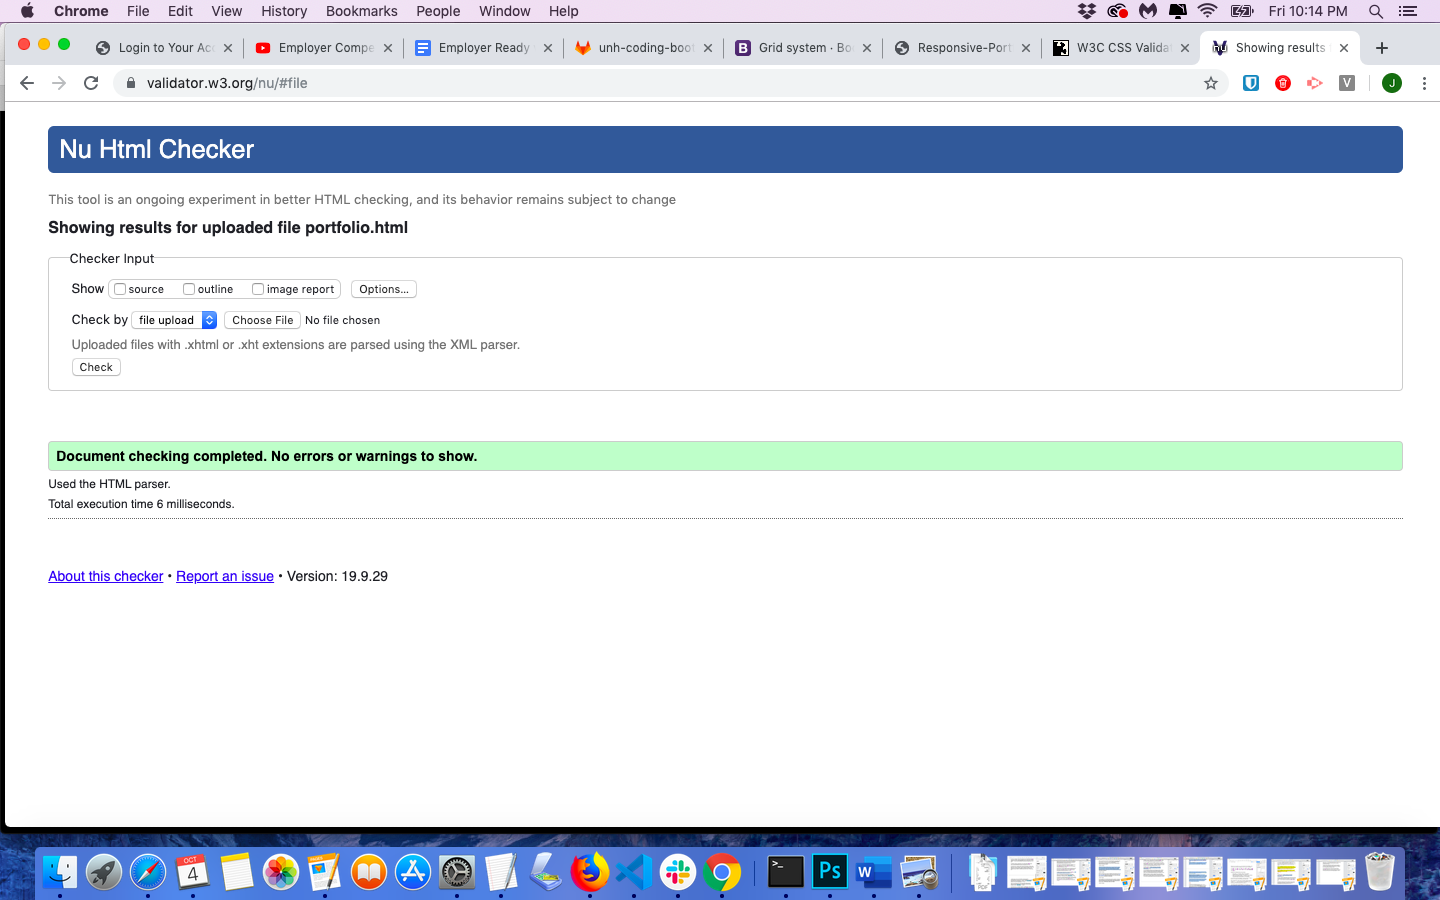 Chrome File Edit View History Bookmarks People Window Help Fri 10:14 PM
Login to Your Acc Employer Compe Employer Ready unh-coding-boot Grid system · Bo Responsive-Port W3C CSS Valida Showing results
validator.w3.org/nu/#file V J
Nu Html Checker
This tool is an ongoing experiment in better HTML checking, and its behavior remains subject to change
Showing results for uploaded file portfolio.html
Checker Input
Show source outline image report Options...
Check by file upload Choose File No file chosen
Uploaded files with .xhtml or .xht extensions are parsed using the XML parser.
Check
Document checking completed. No errors or warnings to show.
Used the HTML parser.
Total execution time 6 milliseconds.
About this checker • Report an issue • Version: 19.9.29
OCT
4
Ps
W